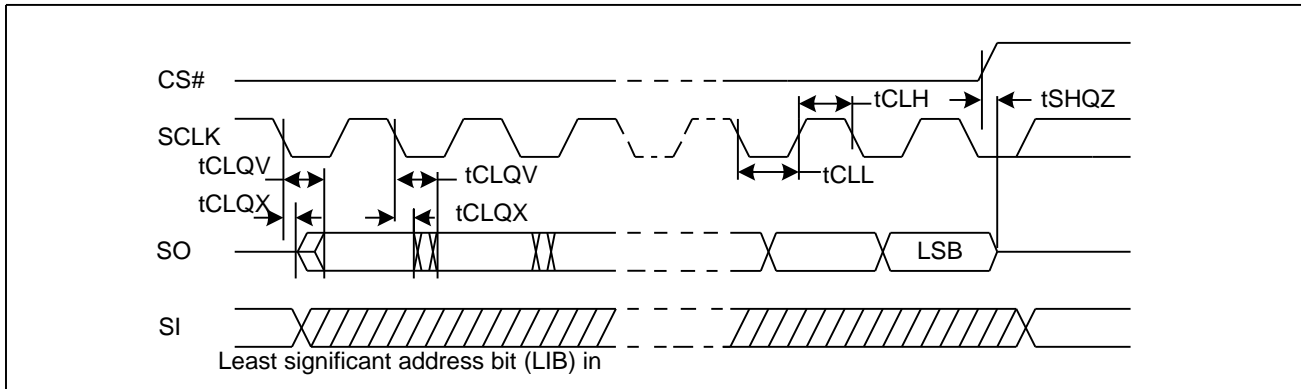 CS#
tCLH
tSHQZ
SCLK
tCLQV
tCLQV
tCLL
tCLQX
tCLQX
SO
LSB
SI
Least significant address bit (LIB) in